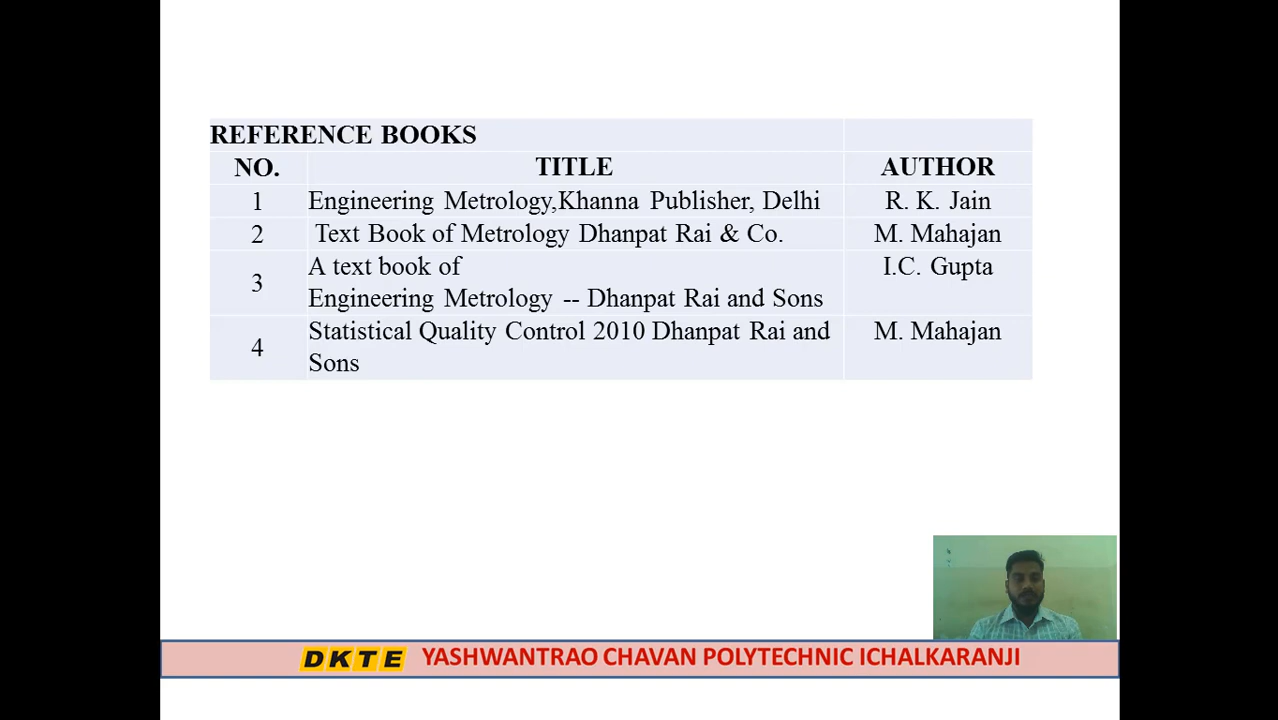 REFERENCE BOOKS
NO. TITLE AUTHOR
1 Engineering Metrology,Khanna Publisher, Delhi R. K. Jain
2 Text Book of Metrology Dhanpat Rai & Co. M. Mahajan
3 A text book of I.C. Gupta
Engineering Metrology -- Dhanpat Rai and Sons
4 Statistical Quality Control 2010 Dhanpat Rai and M. Mahajan
Sons
DKTE YASHWANTRAO CHAVAN POLYTECHNIC ICHALKARANJI